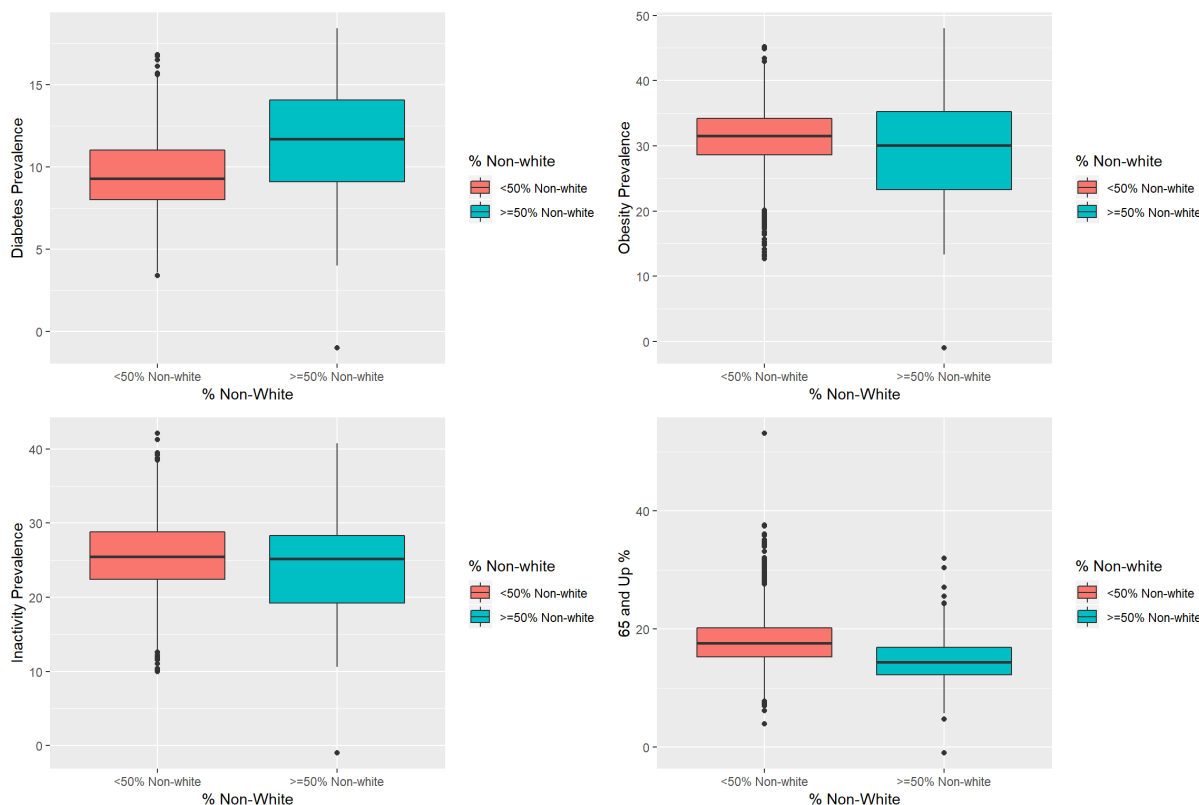 Diabetes Prevalence
15
10
5
0
<50% Non-white
>=50% Non-white
% Non-White
% Non-white
<50% Non-white
>=50% Non-white
Obesity Prevalence
50
40
30
20
10
0
<50% Non-white
>=50% Non-white
% Non-White
% Non-white
<50% Non-white
>=50% Non-white
Inactivity Prevalence
40
30
20
10
0
<50% Non-white
>=50% Non-white
% Non-White
% Non-white
<50% Non-white
>=50% Non-white
65 and Up %
40
20
0
<50% Non-white
>=50% Non-white
% Non-White
% Non-white
<50% Non-white
>=50% Non-white